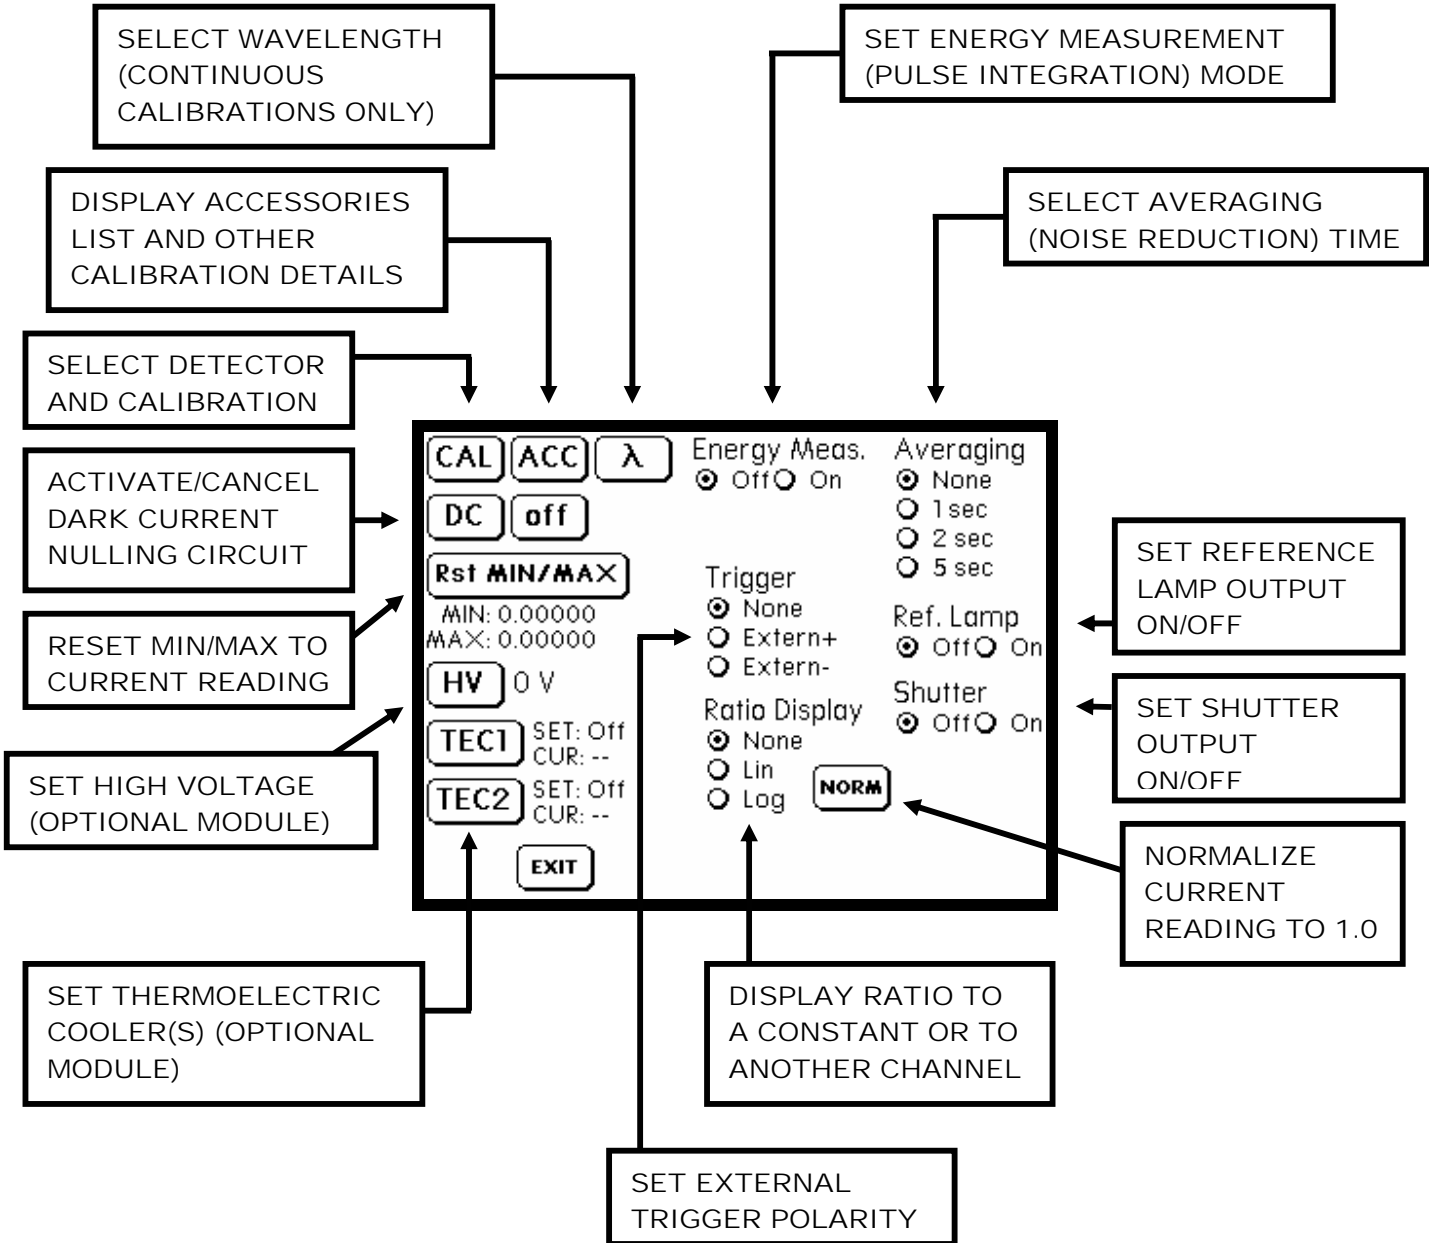 SELECT WAVELENGTH
(CONTINUOUS
CALIBRATIONS ONLY)
SET ENERGY MEASUREMENT
(PULSE INTEGRATION) MODE
DISPLAY ACCESSORIES
LIST AND OTHER
CALIBRATION DETAILS
SELECT AVERAGING
(NOISE REDUCTION) TIME
SELECT DETECTOR
AND CALIBRATION
ACTIVATE/CANCEL
DARK CURRENT
NULLING CIRCUIT
RESET MIN/MAX TO
CURRENT READING
SET HIGH VOLTAGE
(OPTIONAL MODULE)
SET THERMOELECTRIC
COOLER(S) (OPTIONAL
MODULE)
CAL ACC λ
DC off
Rst MIN/MAX
MIN: 0.00000
MAX: 0.00000
HV 0 V
TEC1 SET: Off
CUR: --
TEC2 SET: Off
CUR: --
EXIT
Energy Meas.
Off On
Trigger
None
Extern+
Extern-
Ratio Display
None
Lin
Log
NORM
Averaging
None
1 sec
2 sec
5 sec
Ref. Lamp
Off On
Shutter
Off On
SET REFERENCE
LAMP OUTPUT
ON/OFF
SET SHUTTER
OUTPUT
ON/OFF
NORMALIZE
CURRENT
READING TO 1.0
DISPLAY RATIO TO
A CONSTANT OR TO
ANOTHER CHANNEL
SET EXTERNAL
TRIGGER POLARITY